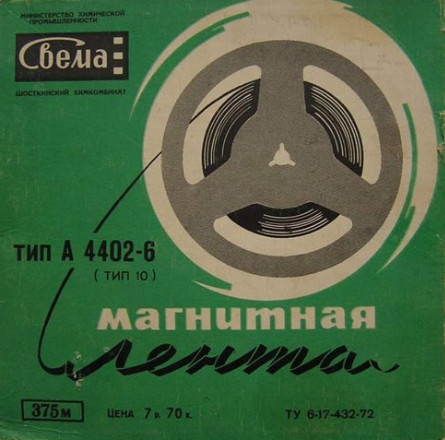 МИНИСТЕРСТВО ХИМИЧЕСКОЙ
ПРОМЫШЛЕННОСТИ
Свема
ШОСТКИНСКИЙ ХИМКОМБИНАТ
ТИП А 4402-6
(ТИП 10)
МАГНИТНАЯ
лента
375 М
ЦЕНА 7 р. 70 к.
ТУ 6-17-432-72